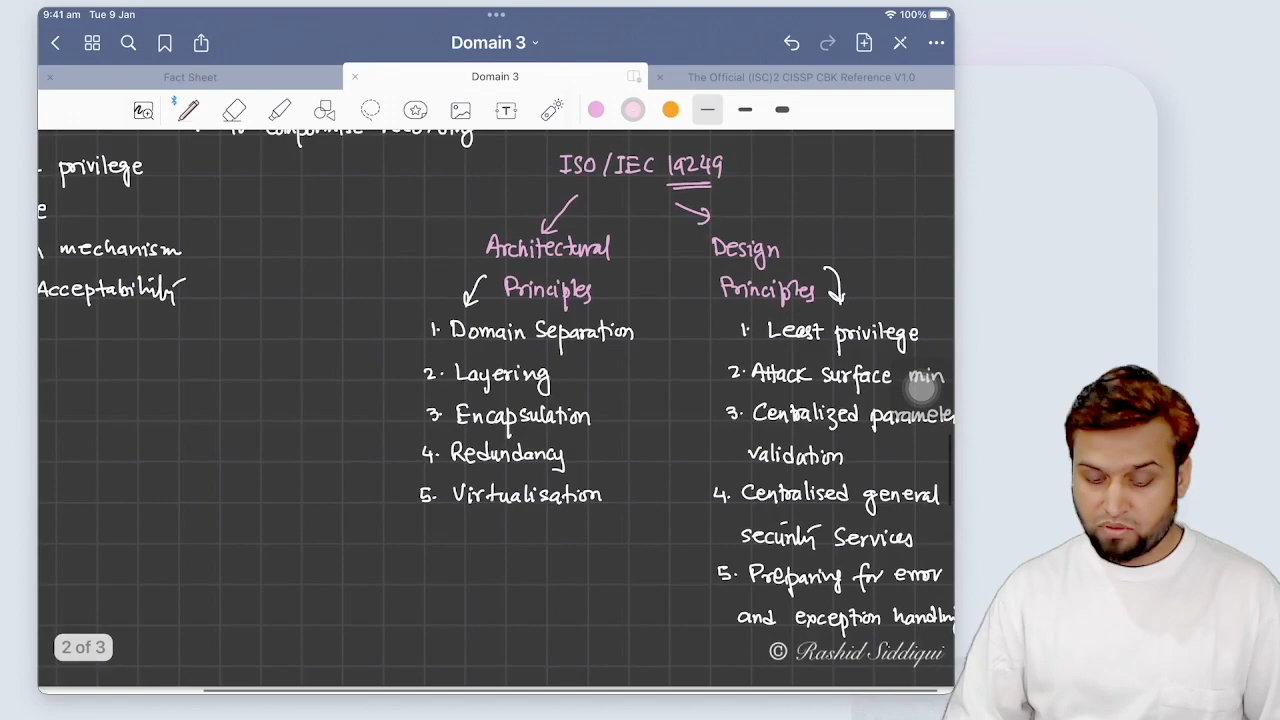 9:41 am Tue 9 Jan
100%
Domain 3
Fact Sheet
Domain 3
The Official (ISC)2 CISSP CBK Reference V1.0
privilege
e
mechanism
Acceptability
To compromise recording
ISO/IEC 19249
Architectural
Principles
1. Domain Separation
2. Layering
3. Encapsulation
4. Redundancy
5. Virtualisation
Design
Principles
1. Least privilege
2. Attack surface min
3. Centralized parameter
validation
4. Centralised general
security Services
5. Preparing for error
and exception handling
2 of 3
© Rashid Siddiqui